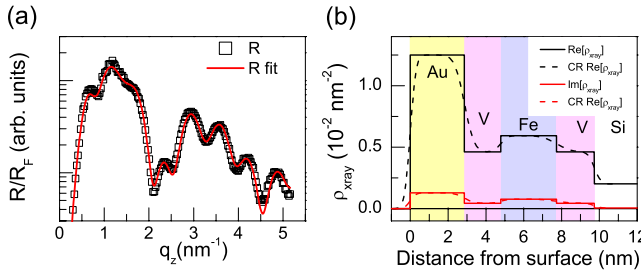 (a)
R
R fit
R/R_F (arb. units)
0 1 2 3 4 5
q_z(nm⁻¹)
(b)
Re[ρ_xray]
CR Re[ρ_xray]
Im[ρ_xray]
CR Re[ρ_xray]
Au
V
Fe
V
Si
ρ_xray (10⁻² nm⁻²)
1.0
0.5
0.0
0 2 4 6 8 10 12
Distance from surface (nm)